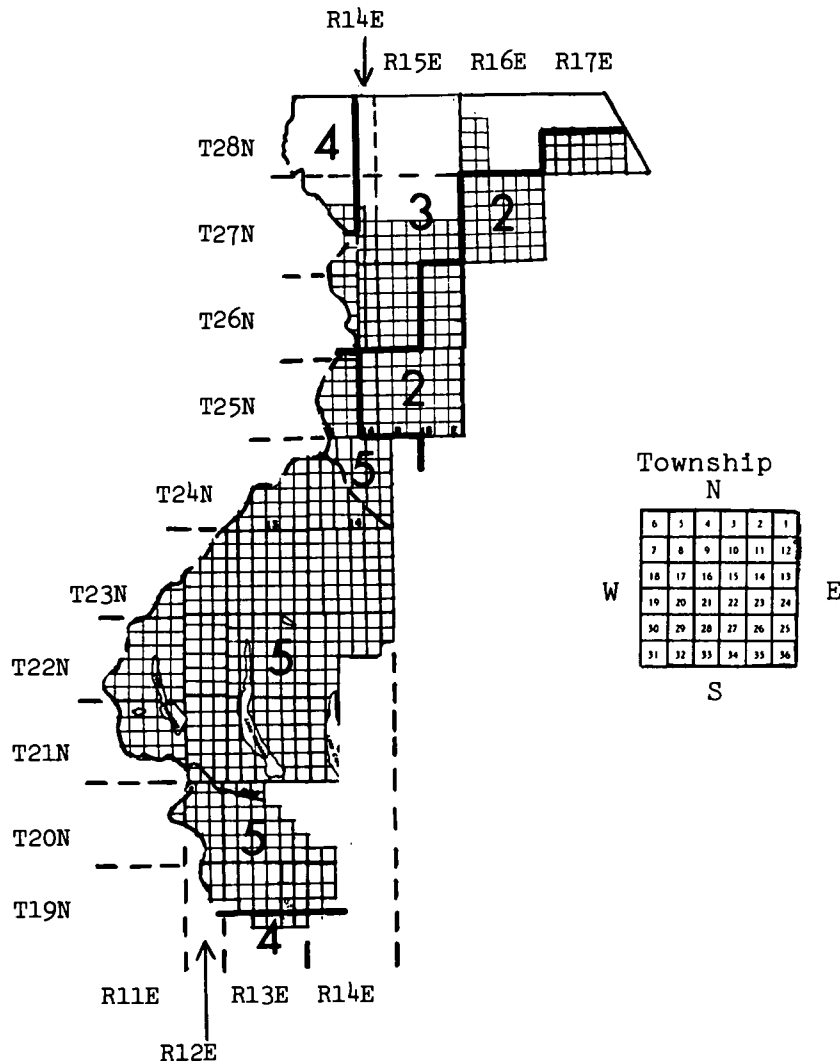 R14E
R15E R16E R17E
T28N
4
T27N
3
2
T26N
T25N
2
T24N
5
T23N
T22N
5
T21N
T20N
5
T19N
4
R11E R13E R14E
R12E
Township
N
6 5 4 3 2 1
7 8 9 10 11 12
W
18 17 16 15 14 13
E
19 20 21 22 23 24
30 29 28 27 26 25
31 32 33 34 35 36
S